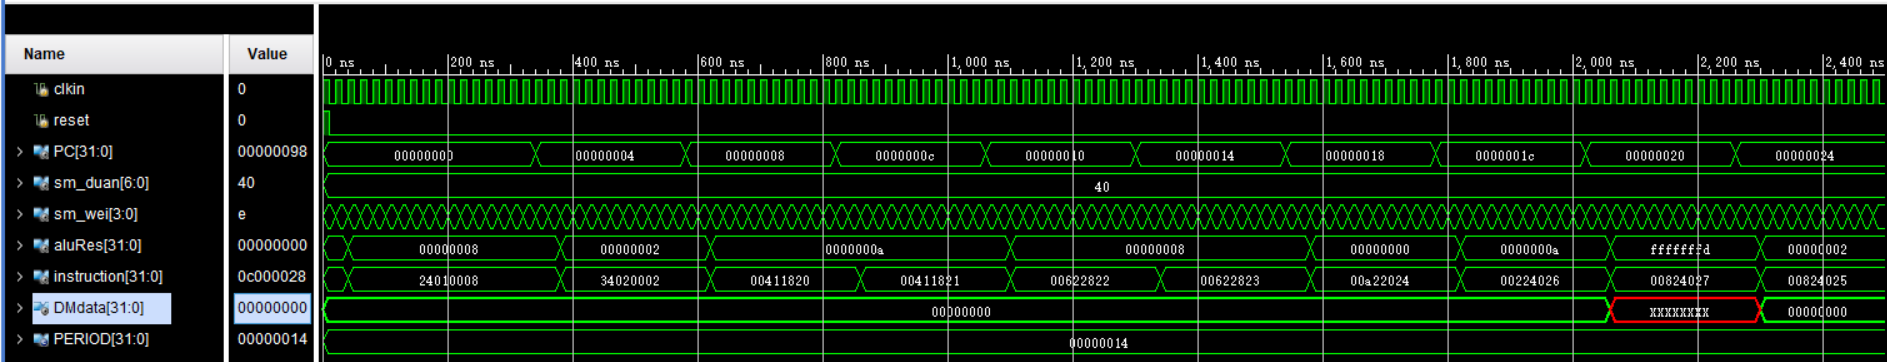 Name Value
0 ns 200 ns 400 ns 600 ns 800 ns 1,000 ns 1,200 ns 1,400 ns 1,600 ns 1,800 ns 2,000 ns 2,200 ns 2,400 ns
clkin 0
reset 0
PC[31:0] 00000098 00000000 00000004 00000008 0000000c 00000010 00000014 00000018 0000001c 00000020 00000024
sm_duan[6:0] 40 40
sm_wei[3:0] e
aluRes[31:0] 00000000 00000008 00000002 0000000a 00000008 00000000 0000000a fffffffd 00000002
instruction[31:0] 0c000028 24010008 34020002 00411820 00411821 00622822 00622823 00a22024 00224026 00824027 00824025
DMdata[31:0] 00000000 00000000 XXXXXXXX 00000000
PERIOD[31:0] 00000014 00000014